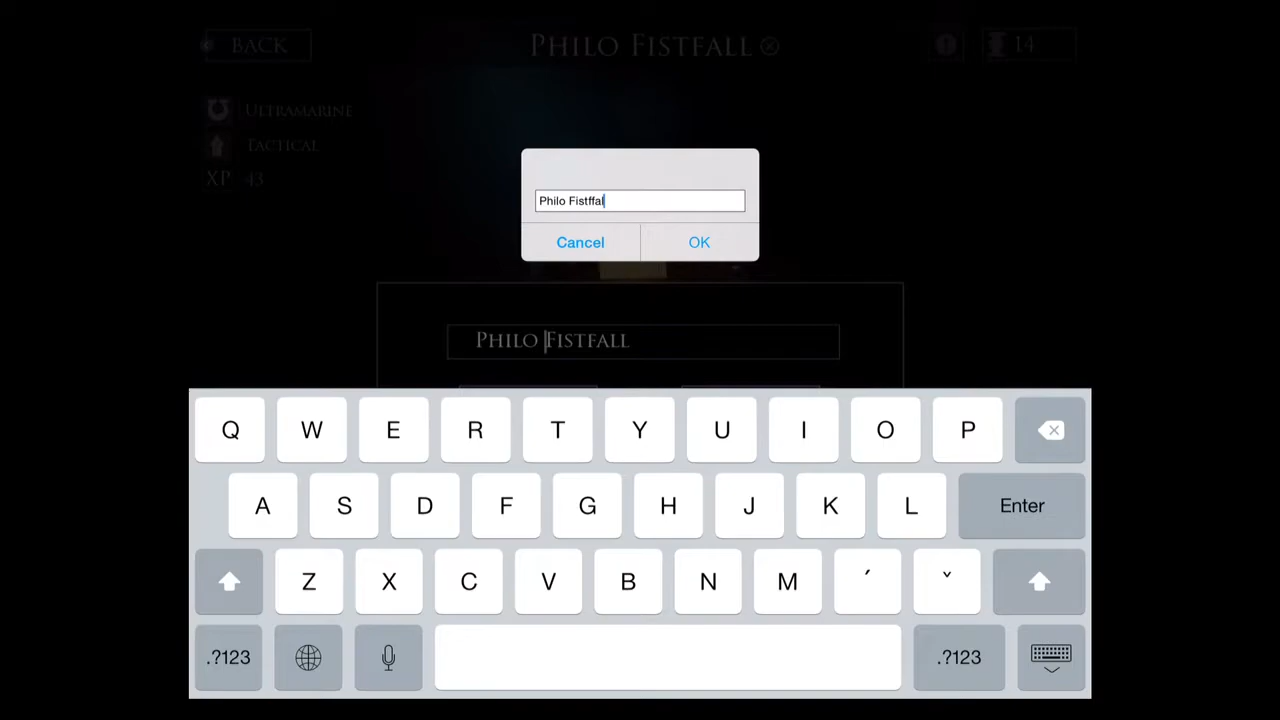 BACK
PHILO FISTFALL
14
ULTRAMARINE
TACTICAL
XP 43
Philo Fistffal
Cancel OK
PHILO FISTFALL
Q W E R T Y U I O P
A S D F G H J K L Enter
Z X C V B N M ´ ˇ
.?123 .?123